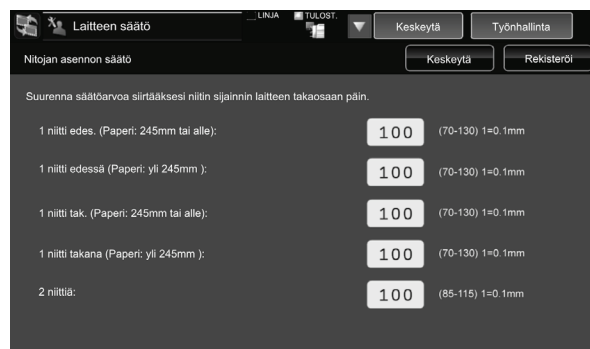 Laitteen säätö
LINJA
TULOST.
Keskeytä
Työnhallinta
Nitojan asennon säätö
Keskeytä
Rekisteröi
Suurenna säätöarvoa siirtääksesi niitin sijainnin laitteen takaosaan päin.
1 niitti edes. (Paperi: 245mm tai alle): 100 (70-130) 1=0.1mm
1 niitti edessä (Paperi: yli 245mm ): 100 (70-130) 1=0.1mm
1 niitti tak. (Paperi: 245mm tai alle): 100 (70-130) 1=0.1mm
1 niitti takana (Paperi: yli 245mm ): 100 (70-130) 1=0.1mm
2 niittiä: 100 (85-115) 1=0.1mm